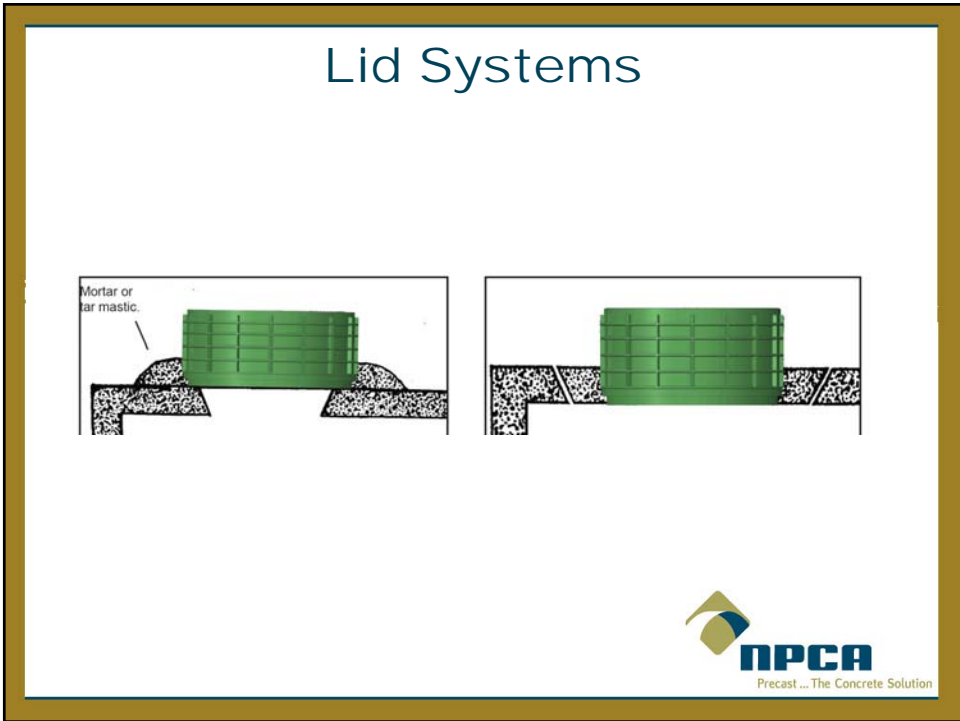 Lid Systems
Mortar or
tar mastic.
NPCA
Precast ... The Concrete Solution